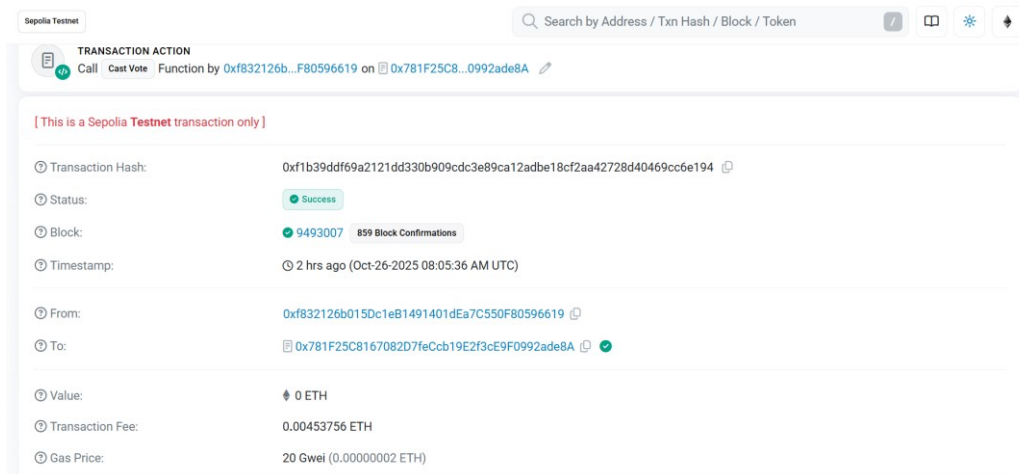 Sepolia Testnet
Search by Address / Txn Hash / Block / Token
/
TRANSACTION ACTION
Call Cast Vote Function by 0xf832126b...F80596619 on 0x781F25C8...0992ade8A
[ This is a Sepolia Testnet transaction only ]
Transaction Hash: 0xf1b39ddf69a2121dd330b909cdc3e89ca12adbe18cf2aa42728d40469cc6e194
Status: Success
Block: 9493007 859 Block Confirmations
Timestamp: 2 hrs ago (Oct-26-2025 08:05:36 AM UTC)
From: 0xf832126b015Dc1eB1491401dEa7C550F80596619
To: 0x781F25C8167082D7feCcb19E2f3cE9F0992ade8A
Value: 0 ETH
Transaction Fee: 0.00453756 ETH
Gas Price: 20 Gwei (0.00000002 ETH)